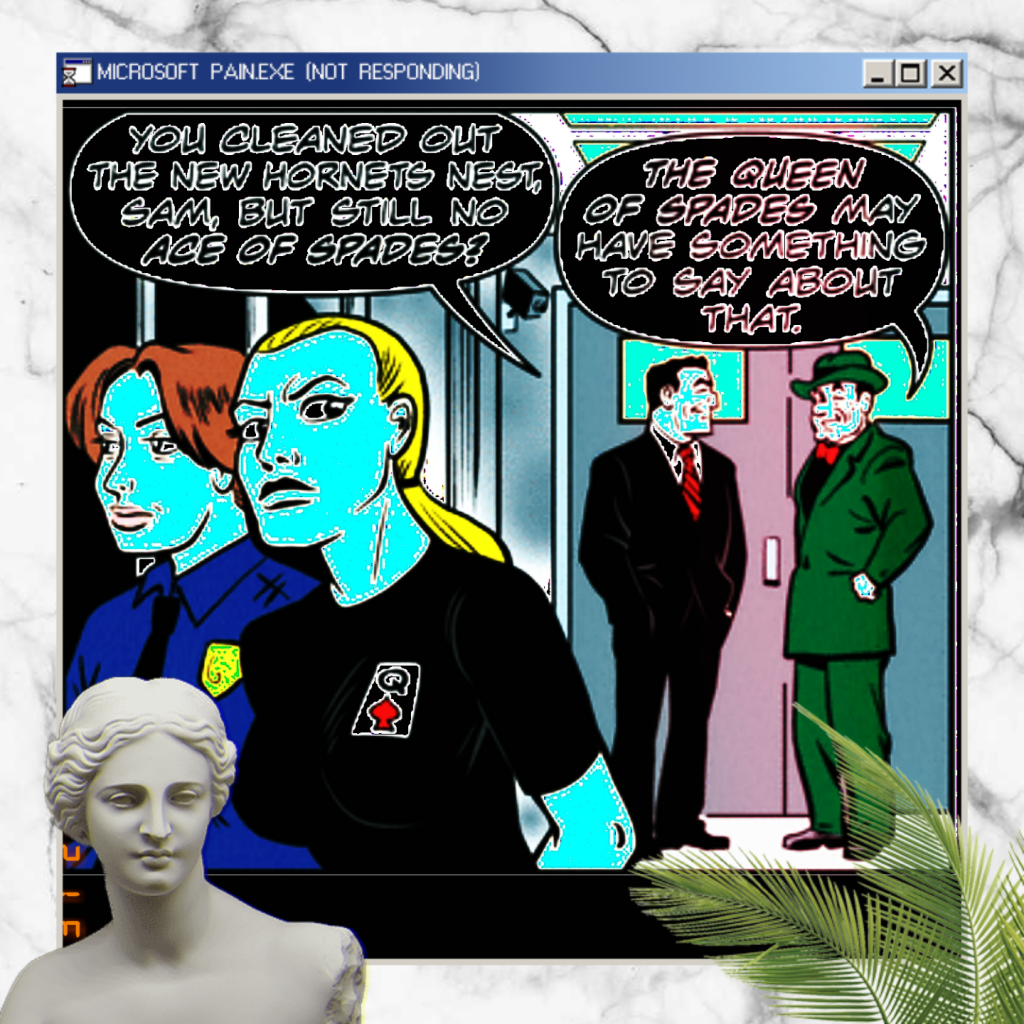 MICROSOFT PAIN.EXE (NOT RESPONDING)
YOU CLEANED OUT
THE NEW HORNETS NEST,
SAM, BUT STILL NO
ACE OF SPADES?
THE QUEEN
OF SPADES MAY
HAVE SOMETHING
TO SAY ABOUT
THAT.
Q